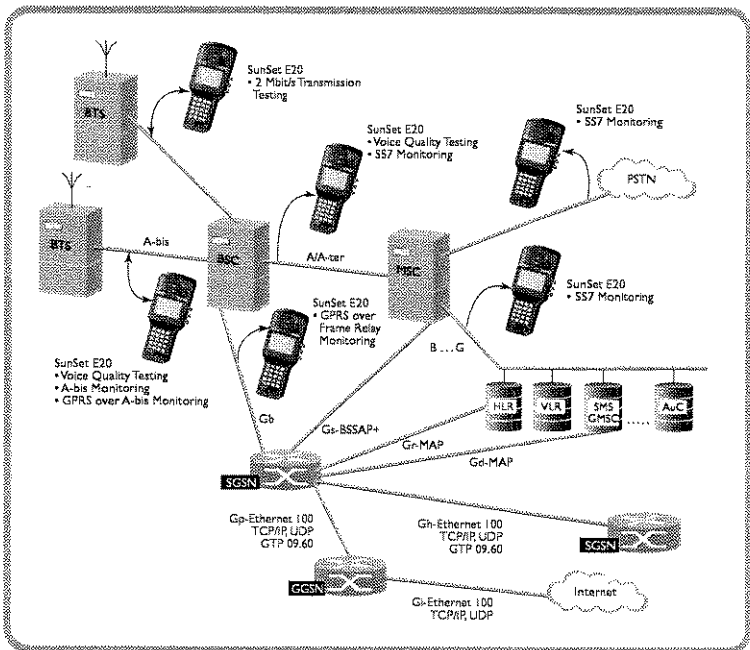 SunSet E20
• 2 Mbit/s Transmission
Testing
BTS
SunSet E20
• Voice Quality Testing
• SS7 Monitoring
SunSet E20
• SS7 Monitoring
PSTN
BTS
A-bis
BSC
A/A-ter
MSC
SunSet E20
• SS7 Monitoring
SunSet E20
• GPRS over
Frame Relay
Monitoring
SunSet E20
• Voice Quality Testing
• A-bis Monitoring
• GPRS over A-bis Monitoring
B ... G
HLR
VLR
SMS
GMSC
.....
AuC
Gb
Gs-BSSAP+
Gr-MAP
Gd-MAP
SGSN
Gp-Ethernet 100
TCP/IP, UDP
GTP 09.60
Gh-Ethernet 100
TCP/IP, UDP
GTP 09.60
SGSN
GGSN
Gi-Ethernet 100
TCP/IP, UDP
Internet